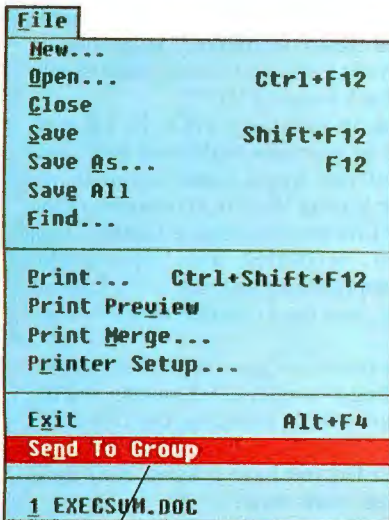 File
New...
Open... Ctrl+F12
Close
Save Shift+F12
Save As... F12
Save All
Find...
Print... Ctrl+Shift+F12
Print Preview
Print Merge...
Printer Setup...
Exit Alt+F4
Send To Group
1 EXECSUM.DOC